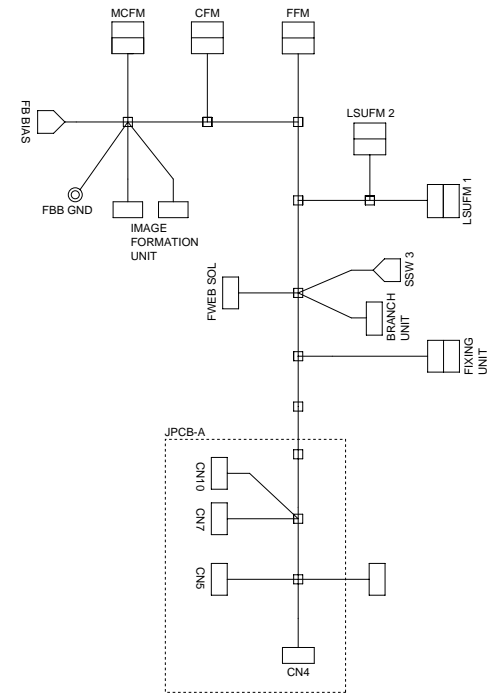 MCFM
CFM
FFM
FB BIAS
LSUFM 2
LSUFM 1
FBB GND
IMAGE
FORMATION
UNIT
FWEB SOL
SSW 3
BRANCH
UNIT
FIXING
UNIT
JPCB-A
CN10
CN7
CN5
CN4